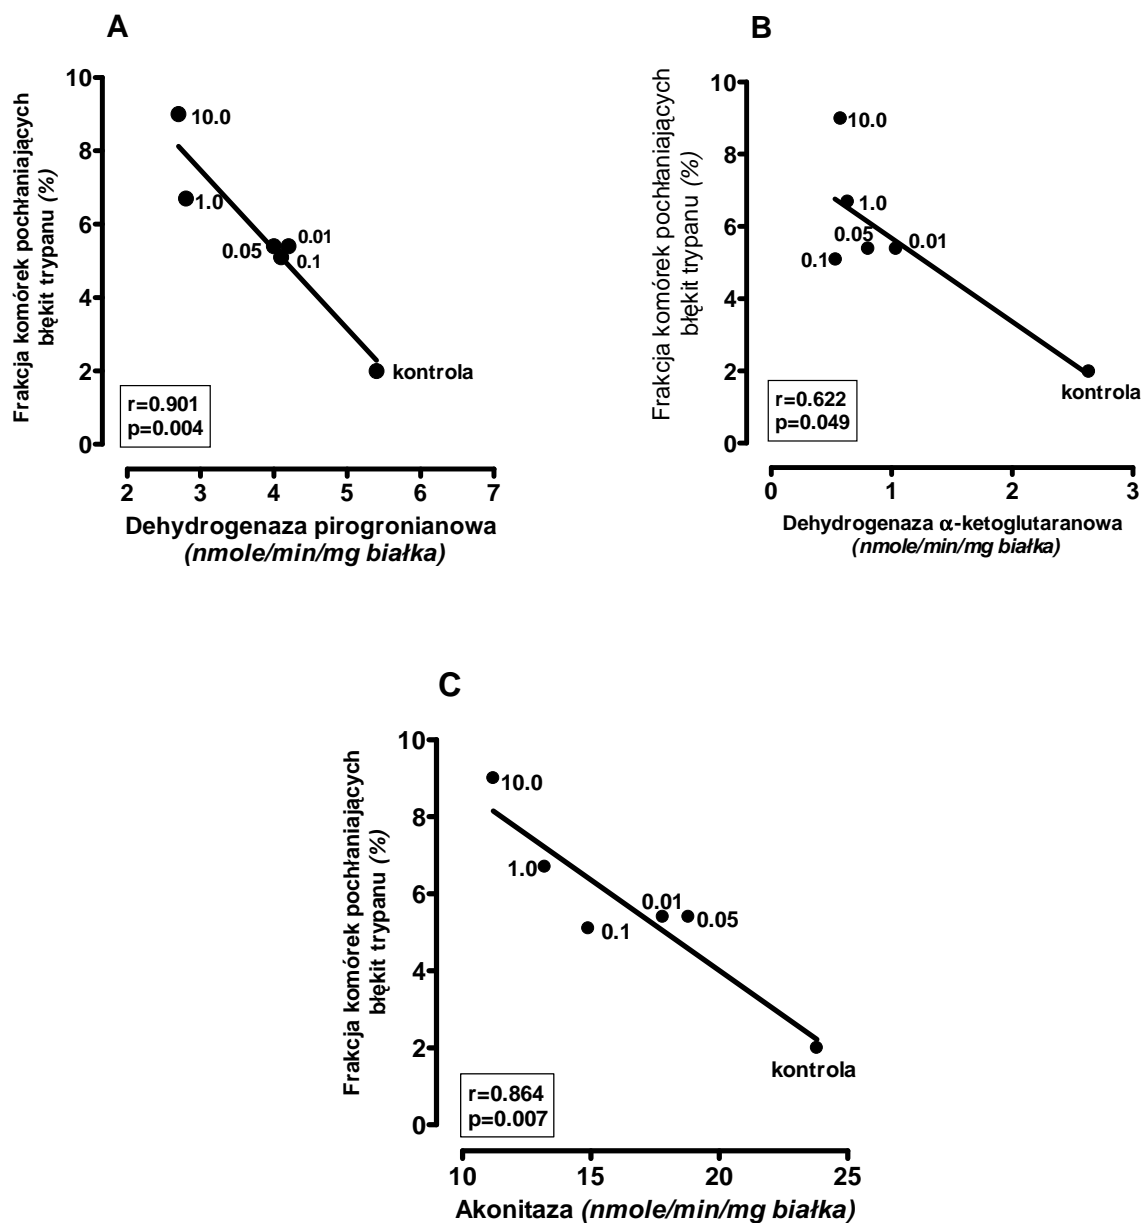 A
Frakcja komórek pochłaniających
błękit trypanu (%)
10
8
6
4
2
0
10.0
1.0
0.05
0.01
0.1
kontrola
r=0.901
p=0.004
2 3 4 5 6 7
Dehydrogenaza pirogronianowa
(nmole/min/mg białka)
B
Frakcja komórek pochłaniających
błękit trypanu (%)
10
8
6
4
2
0
10.0
1.0
0.05
0.01
0.1
kontrola
r=0.622
p=0.049
0 1 2 3
Dehydrogenaza α-ketoglutaranowa
(nmole/min/mg białka)
C
Frakcja komórek pochłaniających
błękit trypanu (%)
10
8
6
4
2
0
10.0
1.0
0.01
0.05
0.1
kontrola
r=0.864
p=0.007
10 15 20 25
Akonitaza (nmole/min/mg białka)